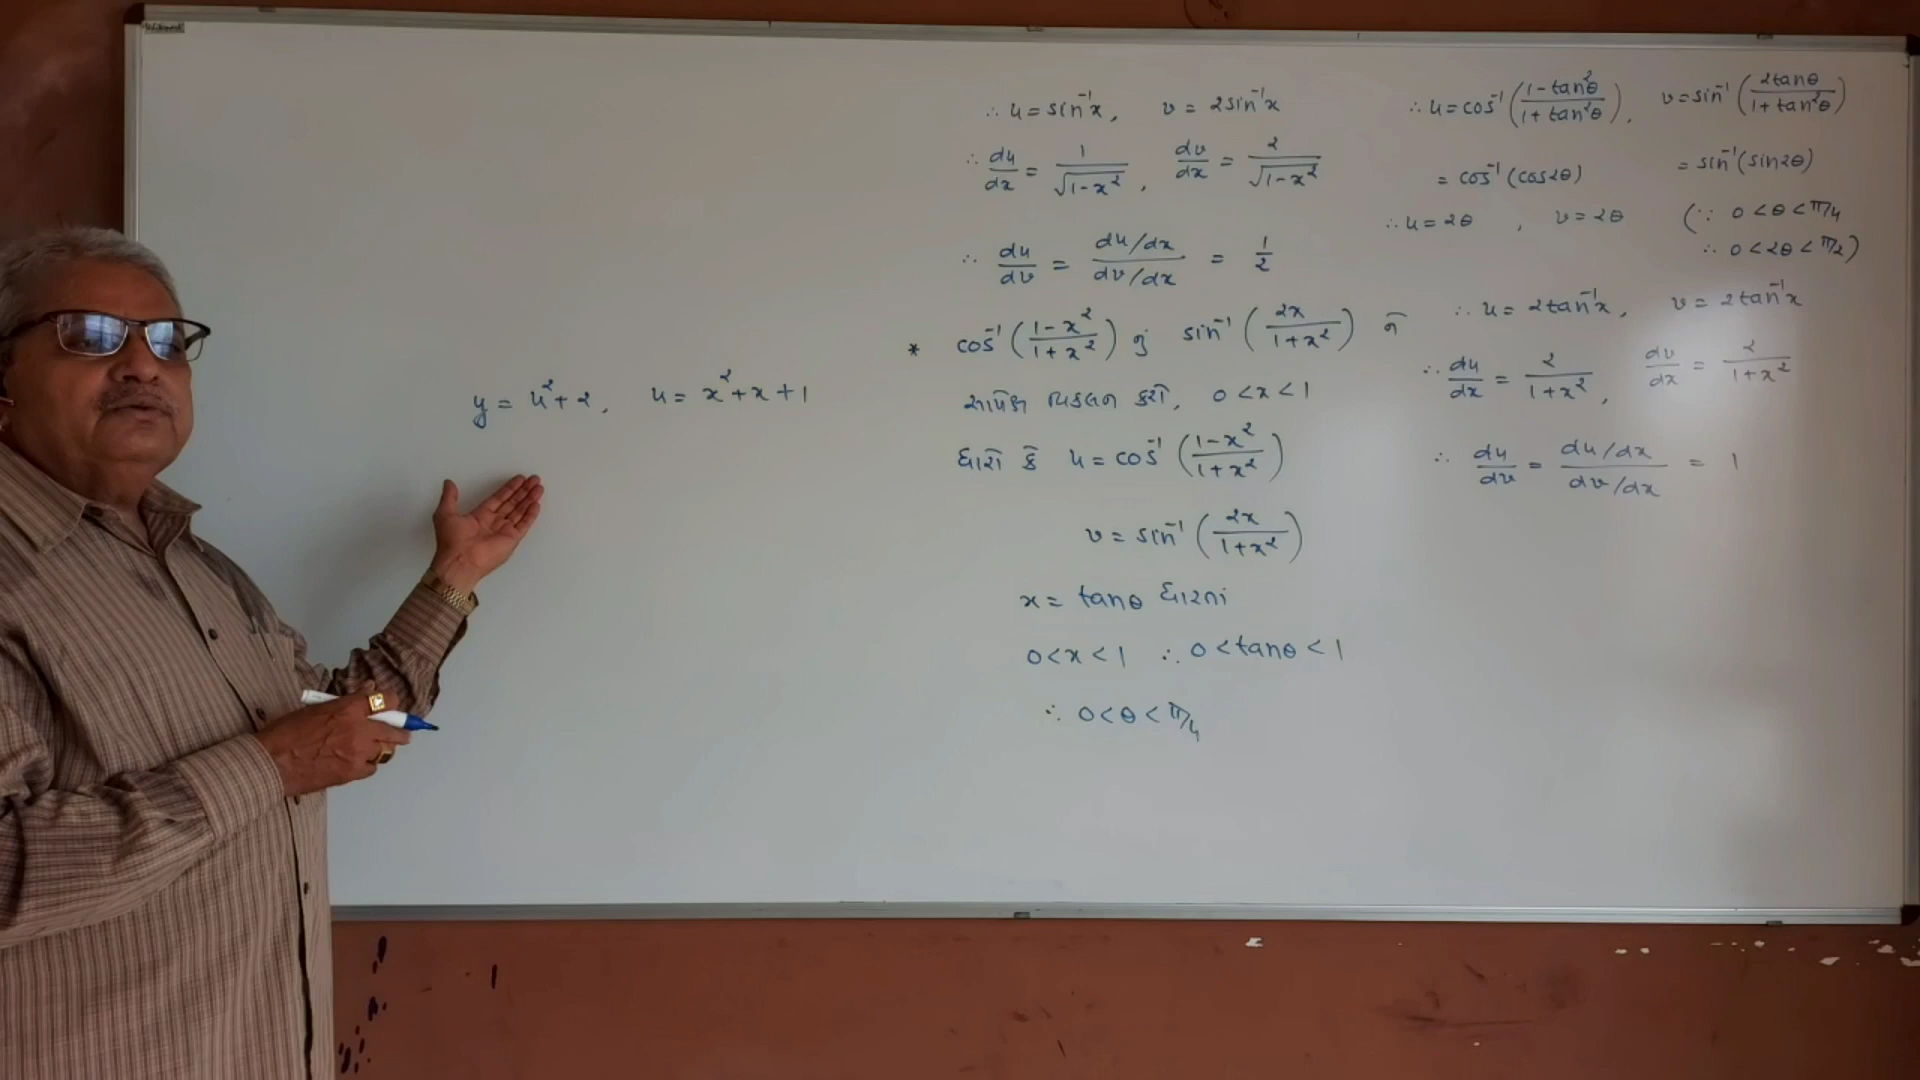 y = u² + 2, u = x² + x + 1
∴ u = sin⁻¹x, v = 2sin⁻¹x
∴ du/dx = 1/√(1-x²), dv/dx = 2/√(1-x²)
∴ du/dv = (du/dx)/(dv/dx) = 1/2
* cos⁻¹((1-x²)/(1+x²)) નું sin⁻¹(2x/(1+x²)) ને
સાપેક્ષ વિકલન કરો, 0 < x < 1
ધારો કે u = cos⁻¹((1-x²)/(1+x²))
v = sin⁻¹(2x/(1+x²))
x = tanθ ધારતાં
0 < x < 1 ∴ 0 < tanθ < 1
∴ 0 < θ < π/4
∴ u = cos⁻¹((1-tan²θ)/(1+tan²θ)), v = sin⁻¹(2tanθ/(1+tan²θ))
= cos⁻¹(cos2θ) = sin⁻¹(sin2θ)
∴ u = 2θ, v = 2θ (∵ 0 < θ < π/4
∴ 0 < 2θ < π/2)
∴ u = 2tan⁻¹x, v = 2tan⁻¹x
∴ du/dx = 2/(1+x²), dv/dx = 2/(1+x²)
∴ du/dv = (du/dx)/(dv/dx) = 1